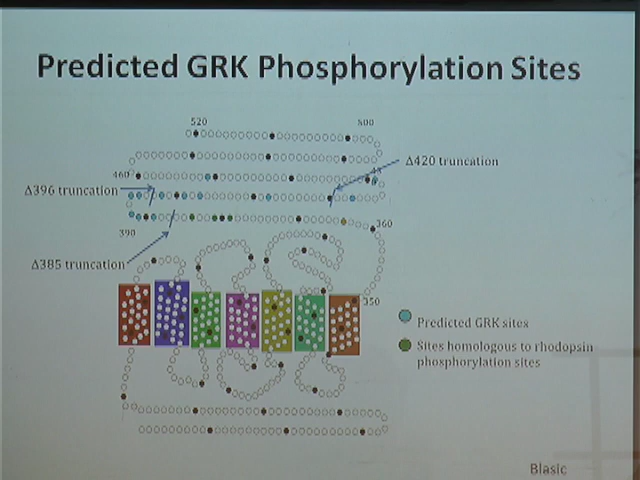 Predicted GRK Phosphorylation Sites
520
500
Δ420 truncation
460
Δ396 truncation
390
360
Δ385 truncation
350
Predicted GRK sites
Sites homologous to rhodopsin
phosphorylation sites
Blasic